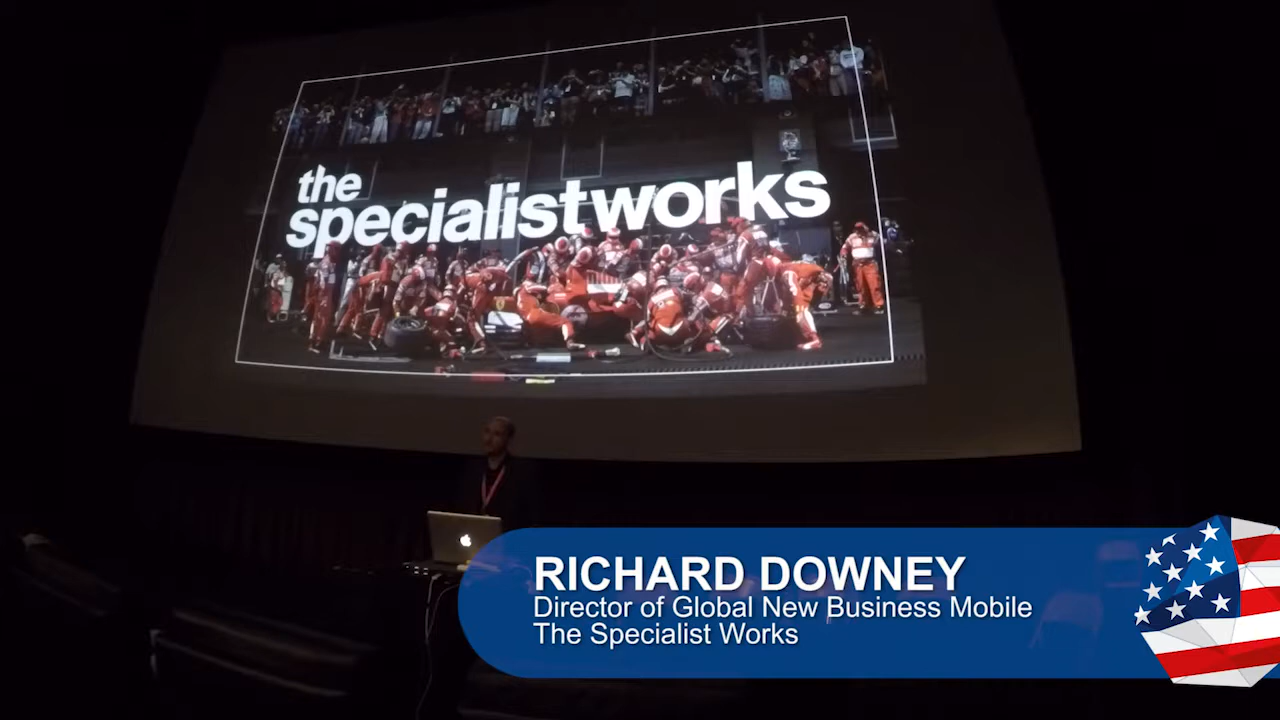 the
specialistworks
RICHARD DOWNEY
Director of Global New Business Mobile
The Specialist Works